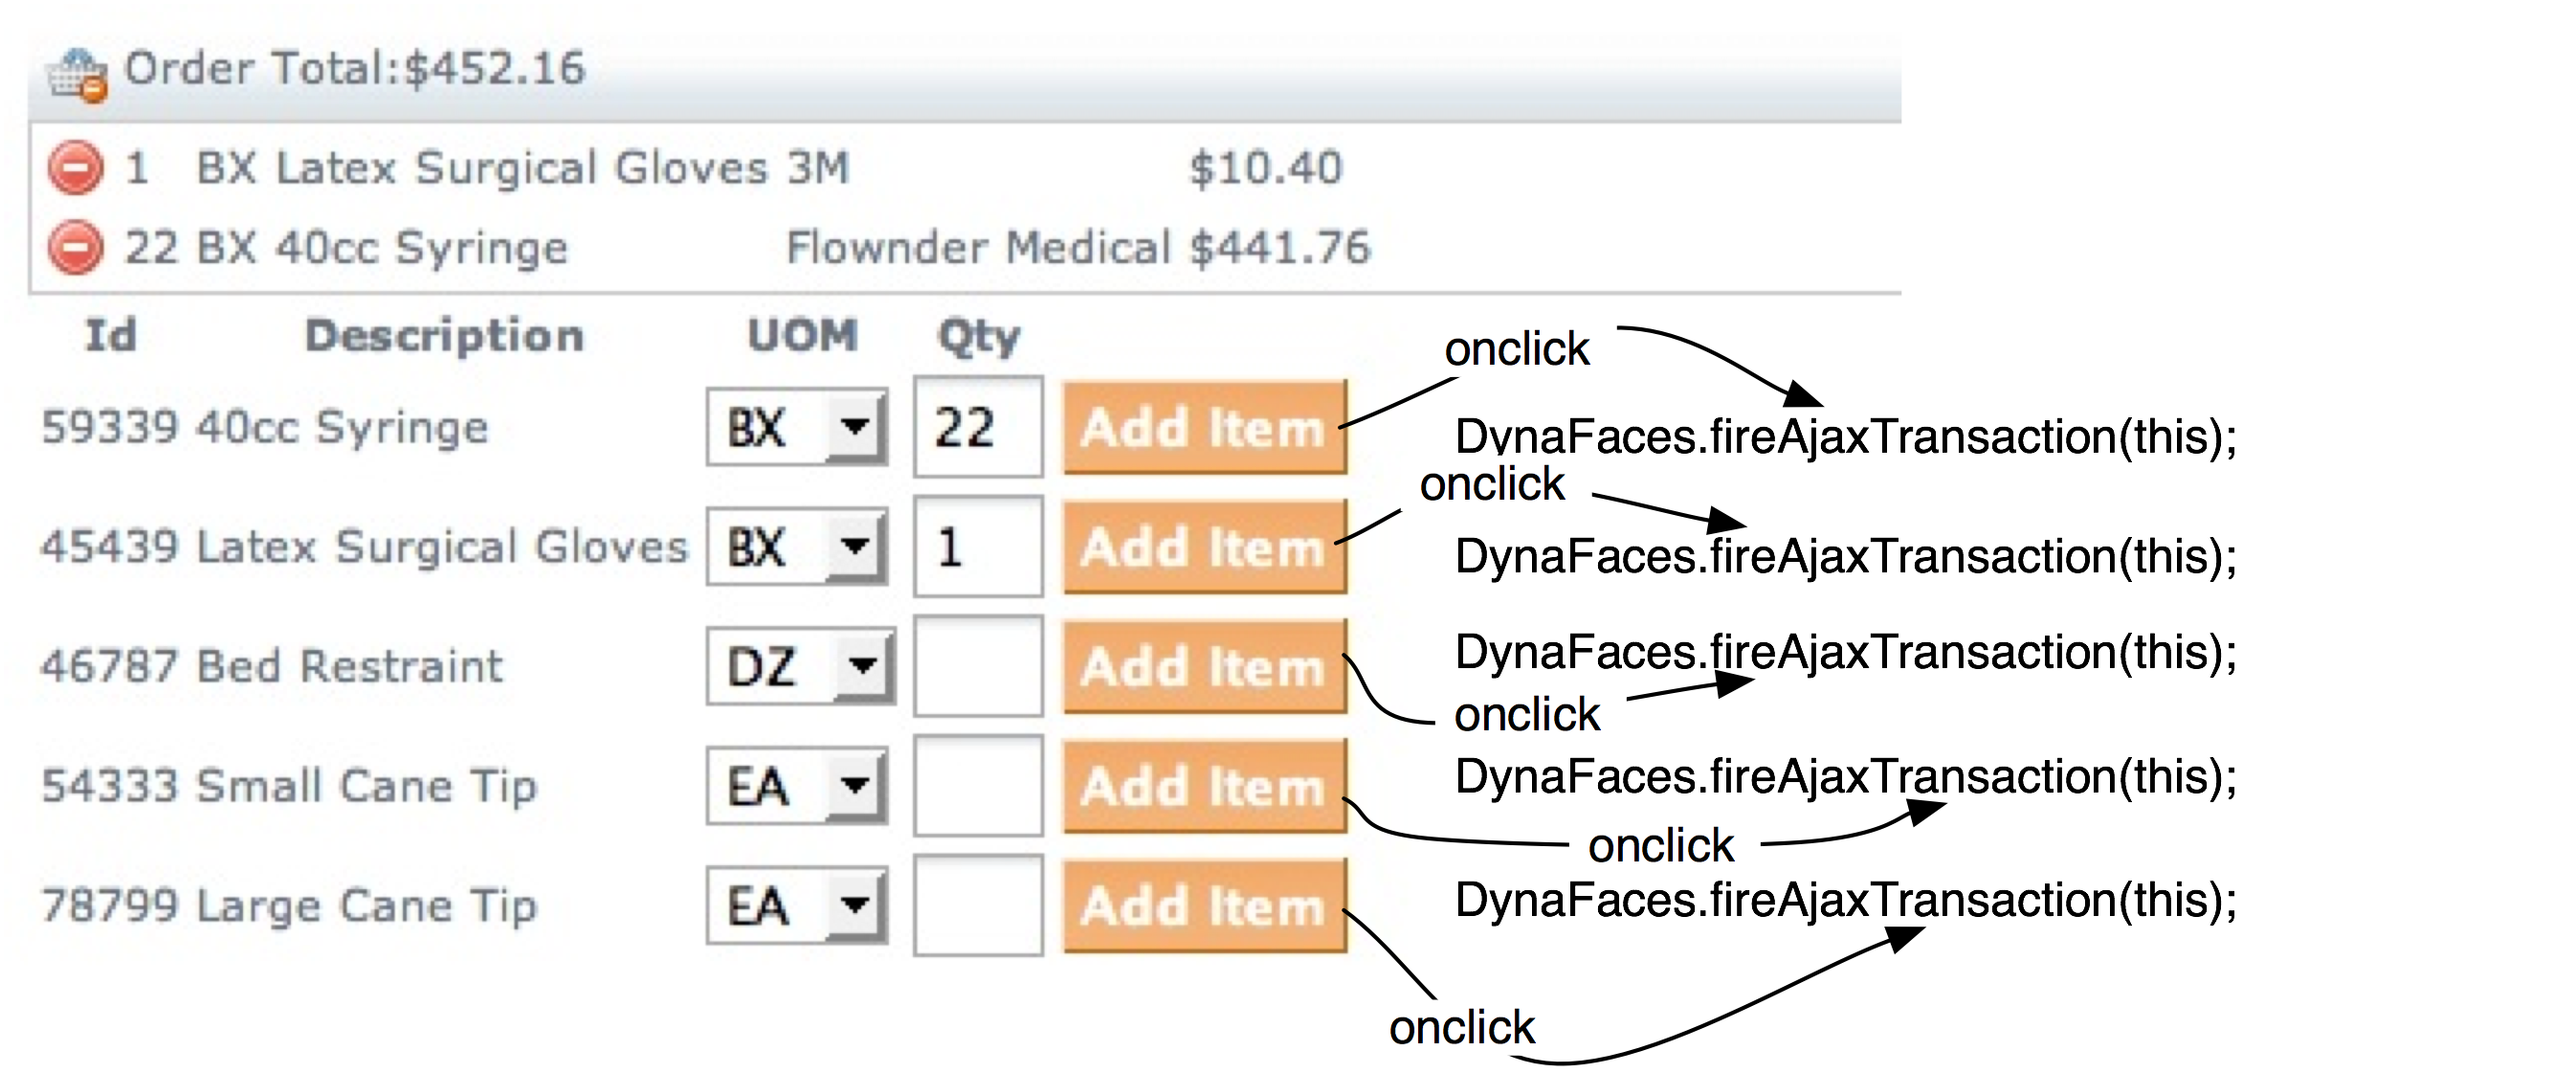 Order Total:$452.16
1 BX Latex Surgical Gloves 3M $10.40
22 BX 40cc Syringe Flownder Medical $441.76
Id Description UOM Qty
onclick
59339 40cc Syringe BX 22 Add Item DynaFaces.fireAjaxTransaction(this);
onclick
45439 Latex Surgical Gloves BX 1 Add Item DynaFaces.fireAjaxTransaction(this);
46787 Bed Restraint DZ Add Item DynaFaces.fireAjaxTransaction(this);
onclick
54333 Small Cane Tip EA Add Item DynaFaces.fireAjaxTransaction(this);
onclick
78799 Large Cane Tip EA Add Item DynaFaces.fireAjaxTransaction(this);
onclick